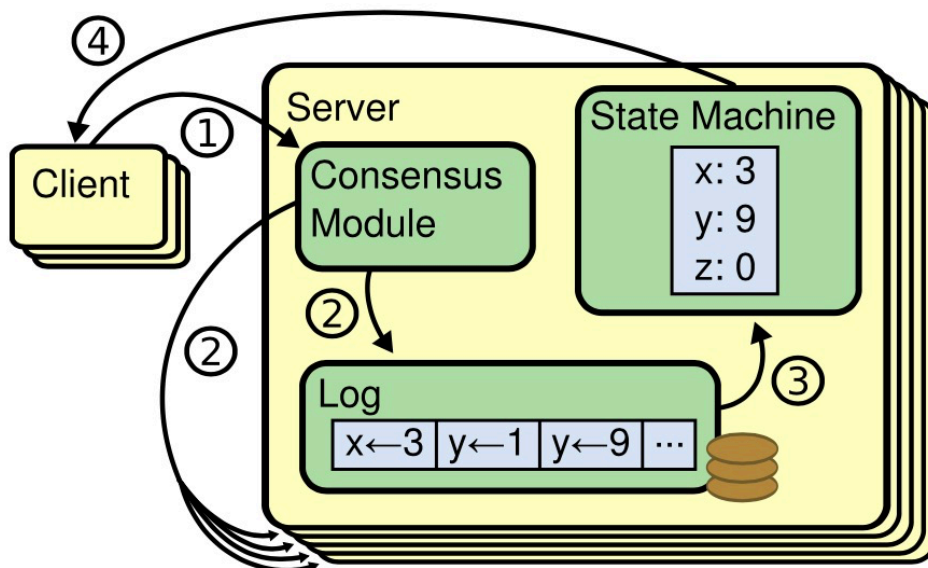 ④
①
Server
State Machine
Client
Consensus
Module
x: 3
y: 9
z: 0
②
②
③
Log
x←3 y←1 y←9 ...